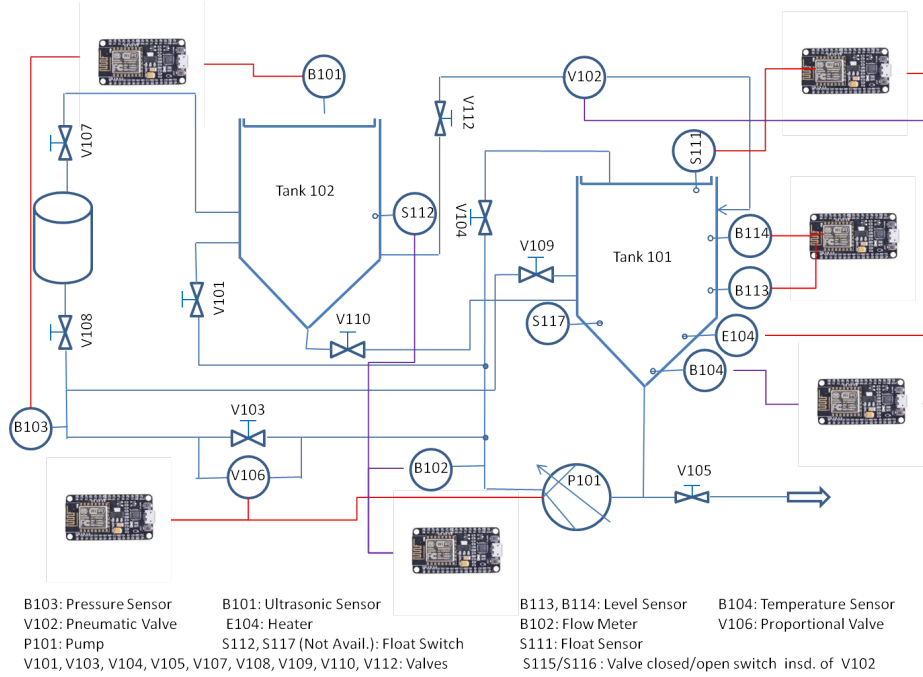 B101
V102
V107
V112
S111
Tank 102
S112
V104
B114
V109
Tank 101
B113
V101
V108
V110
S117
E104
B104
V103
B103
B102
V106
P101
V105
B103: Pressure Sensor
B101: Ultrasonic Sensor
B113, B114: Level Sensor
B104: Temperature Sensor
V102: Pneumatic Valve
E104: Heater
B102: Flow Meter
V106: Proportional Valve
P101: Pump
S112, S117 (Not Avail.): Float Switch
S111: Float Sensor
V101, V103, V104, V105, V107, V108, V109, V110, V112: Valves
S115/S116 : Valve closed/open switch insd. of V102